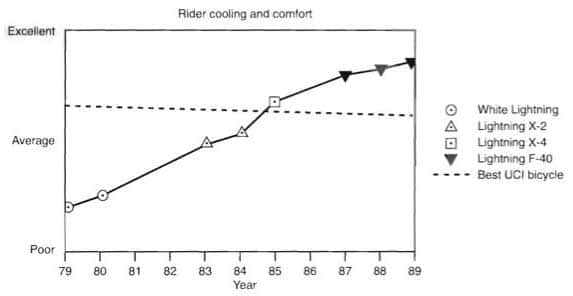 Rider cooling and comfort
Excellent
Average
Poor
79 80 81 82 83 84 85 86 87 88 89
Year
White Lightning
Lightning X-2
Lightning X-4
Lightning F-40
Best UCI bicycle